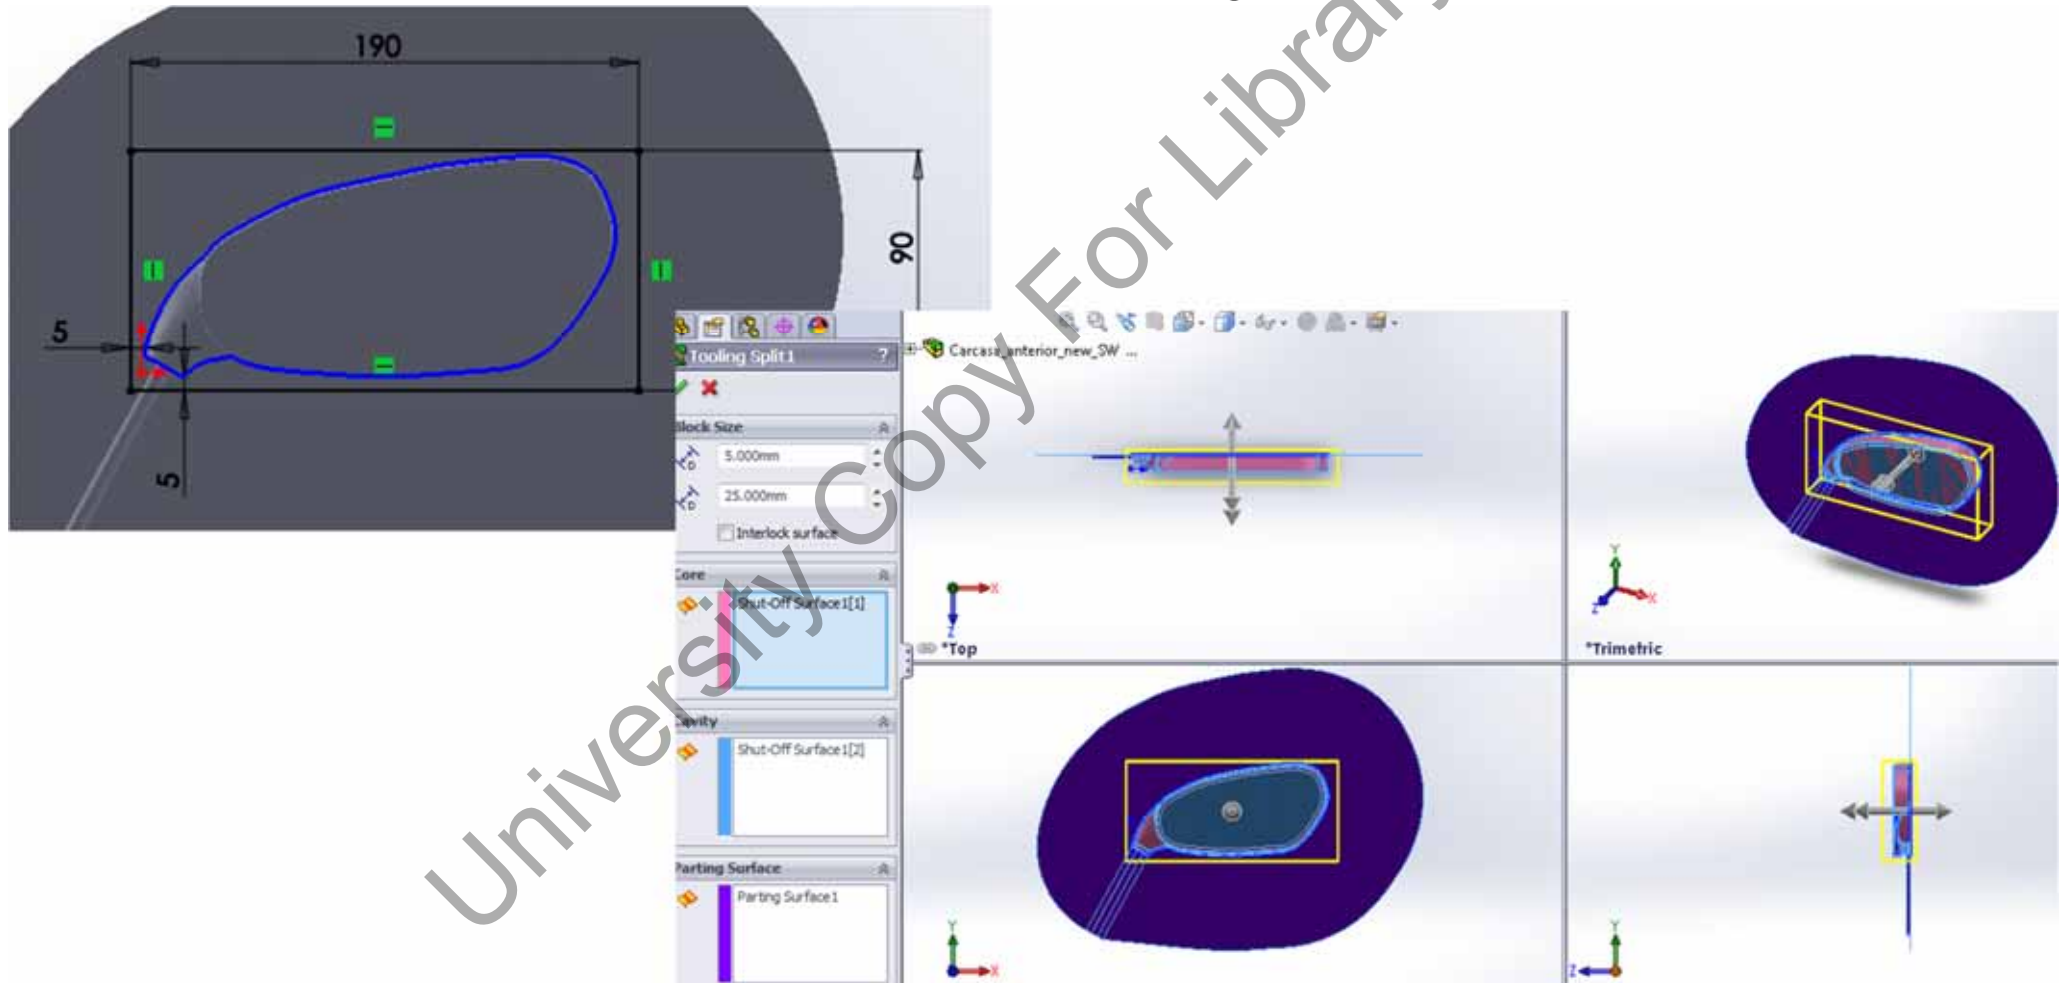 190
90
5
5
Tooling Split1 ?
Block Size
5.000mm
25.000mm
Interlock surface
Core
Shut-Off Surface1[1]
Cavity
Shut-Off Surface1[2]
Parting Surface
Parting Surface1
Carcasa_anterior_new_SW ...
X
Z
*Top
Y
X
Z
*Trimetric
Y
X
Y
Z
University Copy For Library